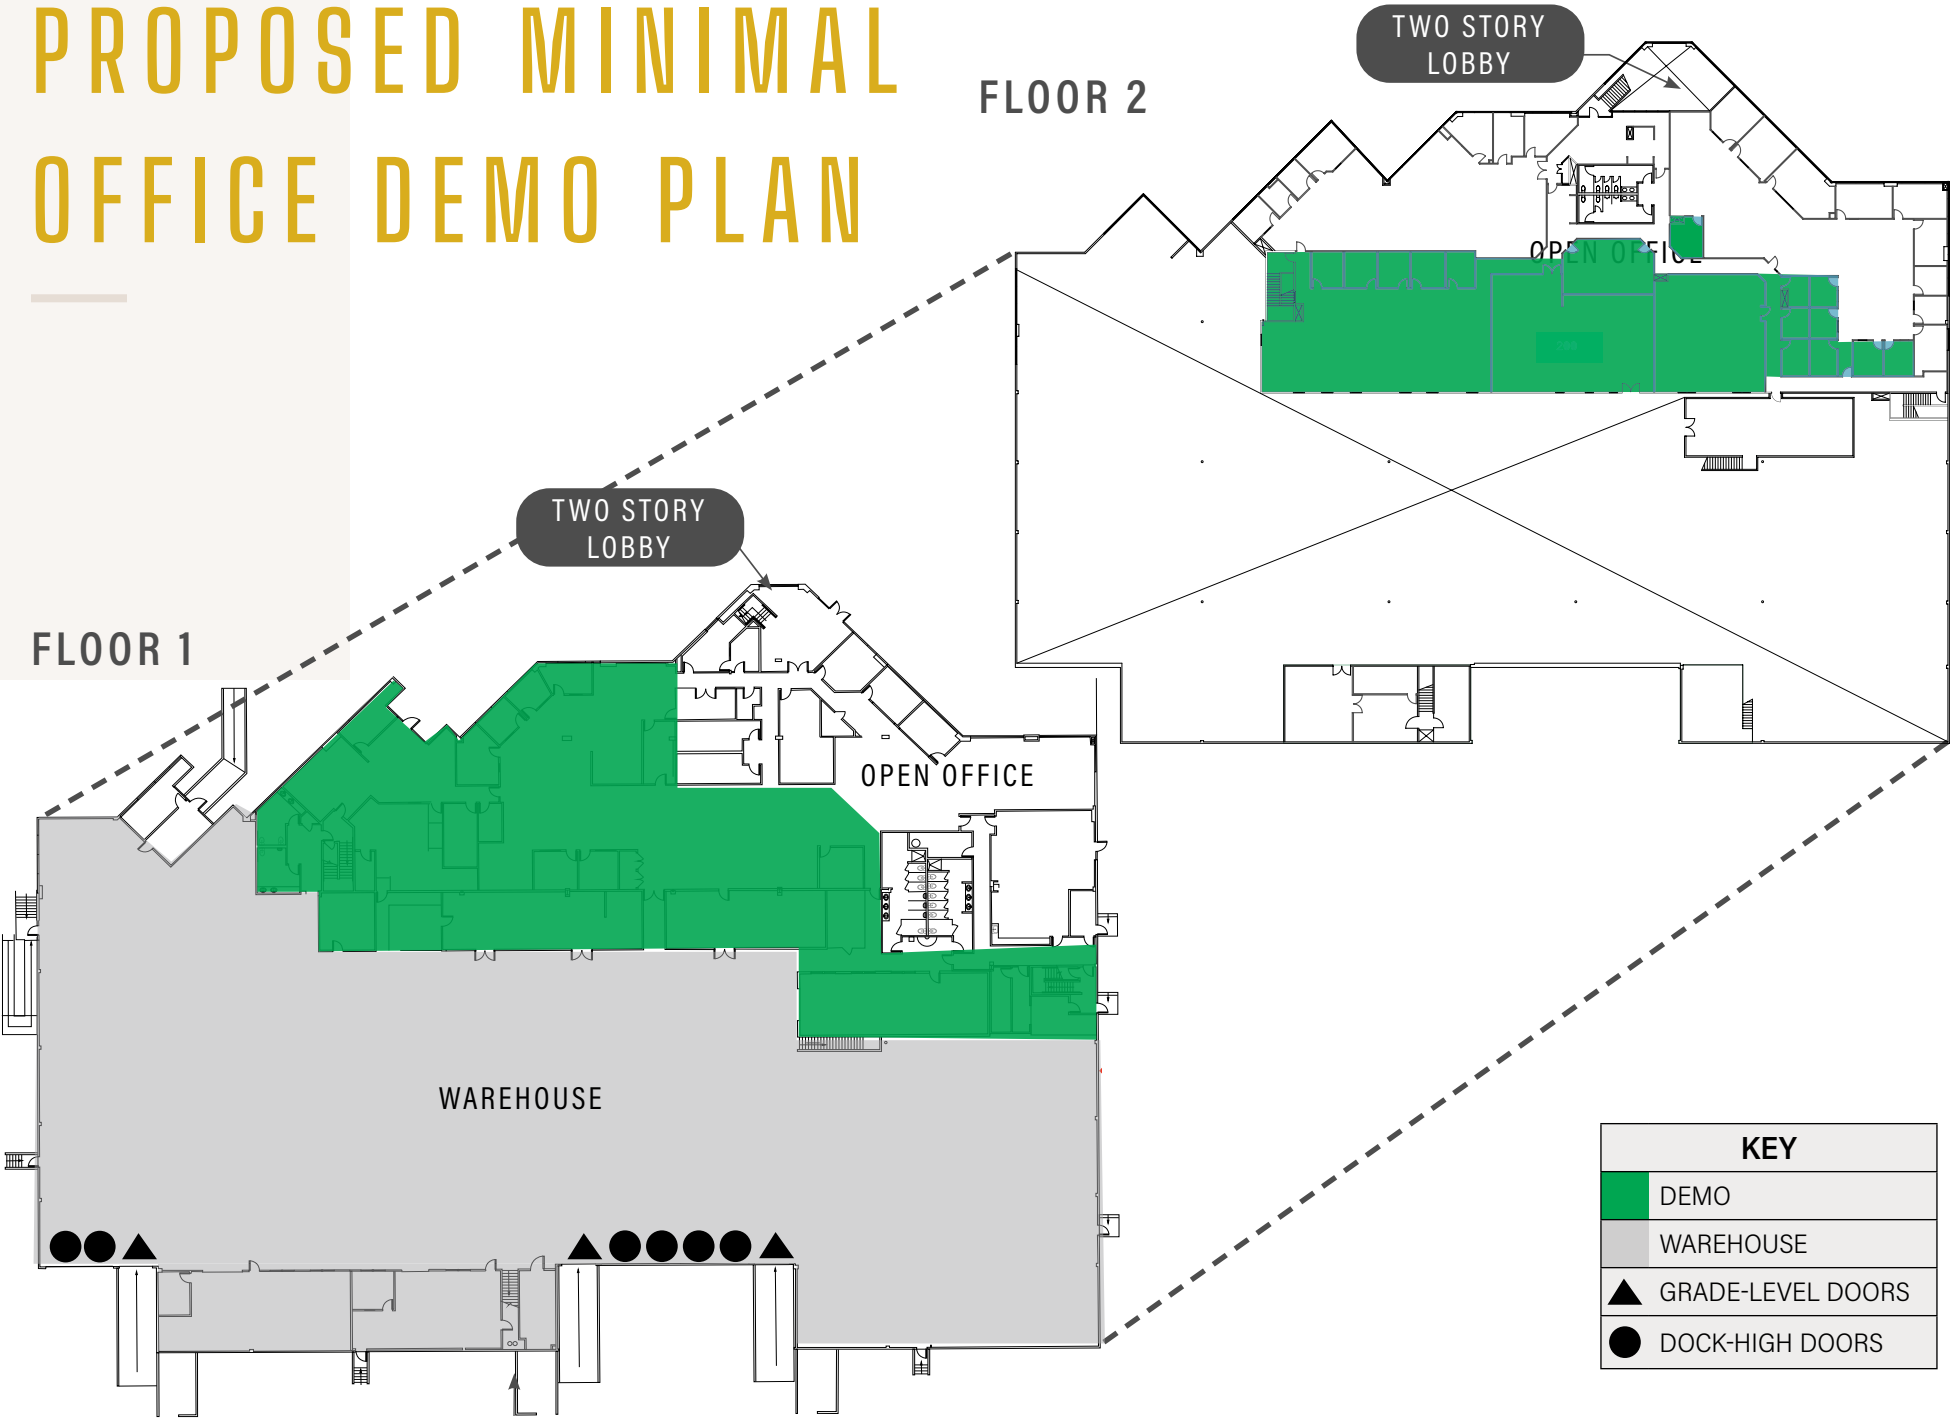 PROPOSED MINIMAL
OFFICE DEMO PLAN
FLOOR 2
TWO STORY
LOBBY
OPEN OFFICE
FLOOR 1
TWO STORY
LOBBY
OPEN OFFICE
WAREHOUSE
KEY
DEMO
WAREHOUSE
GRADE-LEVEL DOORS
DOCK-HIGH DOORS